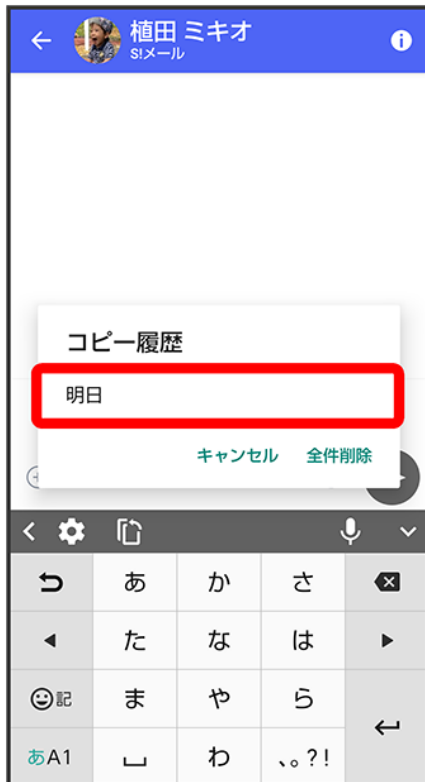 植田 ミキオ
S!メール
コピー履歴
明日
キャンセル 全件削除
あ か さ
た な は
記 ま や ら
あA1 わ 、。?!